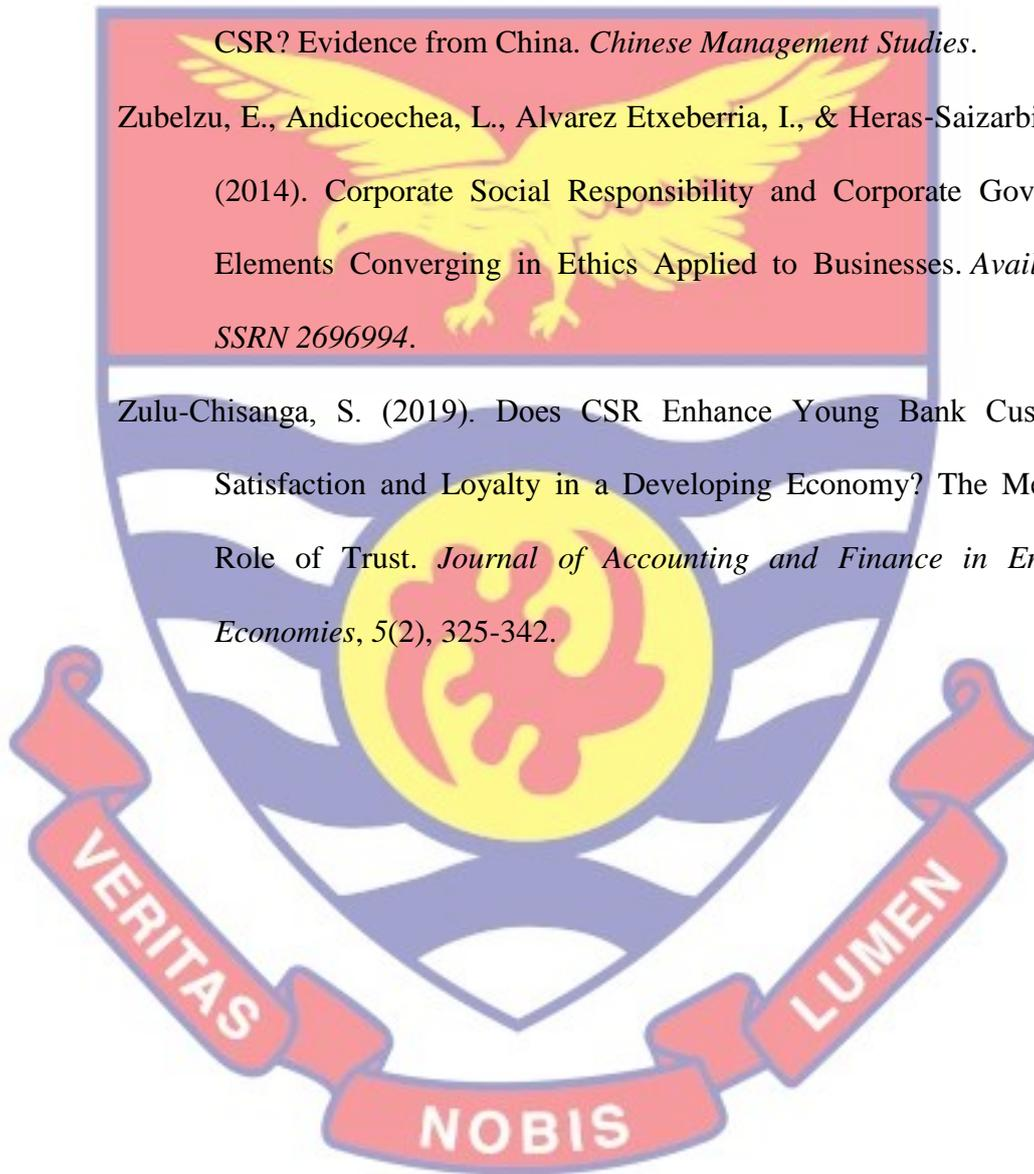 CSR? Evidence from China. Chinese Management Studies.
Zubelzu, E., Andicoechea, L., Alvarez Etxeberria, I., & Heras-Saizarbi
(2014). Corporate Social Responsibility and Corporate Gov
Elements Converging in Ethics Applied to Businesses. Avail
SSRN 2696994.
Zulu-Chisanga, S. (2019). Does CSR Enhance Young Bank Cus
Satisfaction and Loyalty in a Developing Economy? The M
Role of Trust. Journal of Accounting and Finance in E
Economies, 5(2), 325-342.
VERITAS
NOBIS
LUMEN